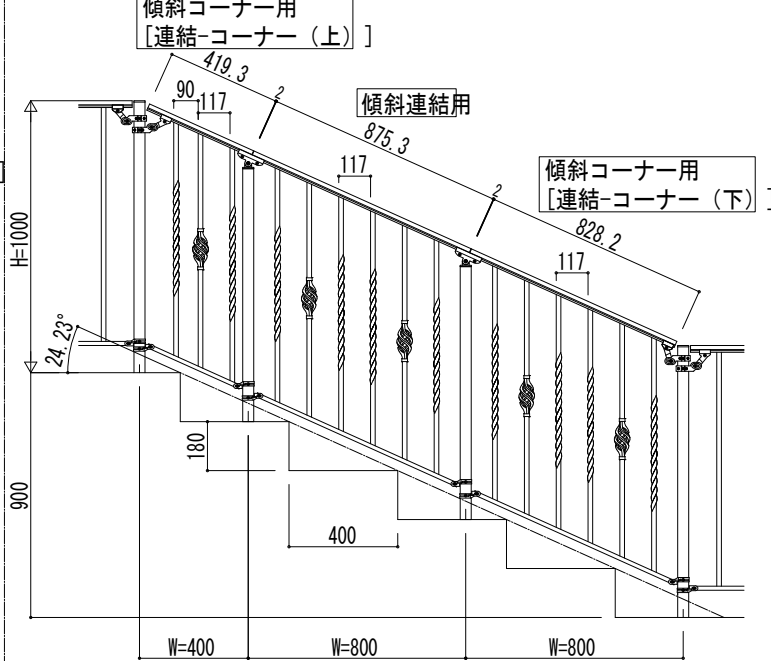 傾斜コーナー用
[連結-コーナー（上）]
419.3
2
90
117
傾斜連結用
875.3
117
2
傾斜コーナー用
[連結-コーナー（下）]
828.2
117
H=1000
24.23°
180
900
400
W=400
W=800
W=800